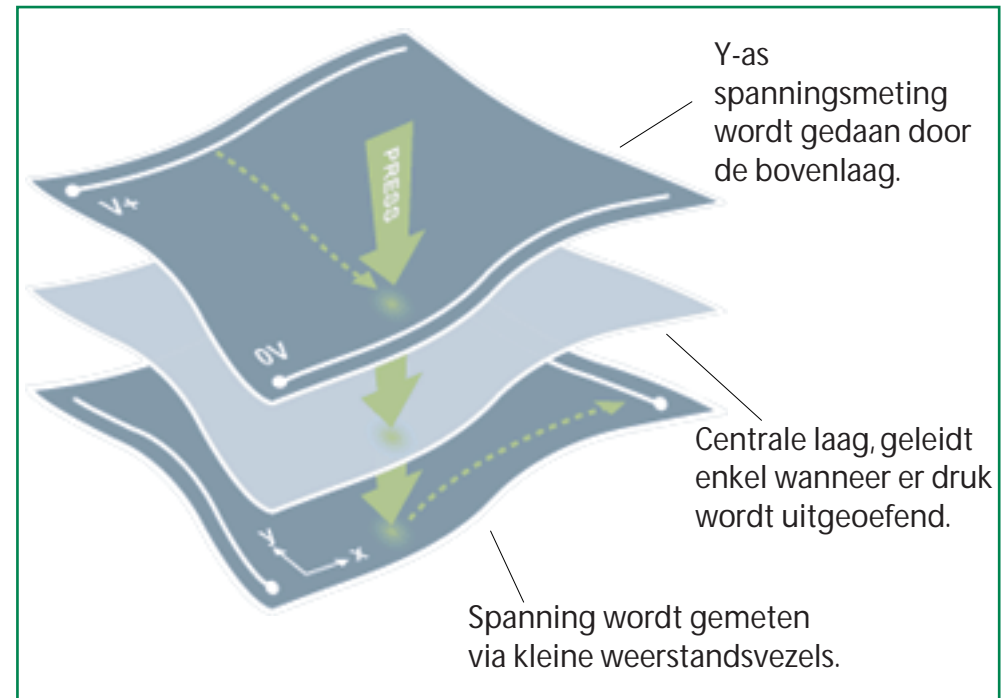 Y-as
spanningsmeting
wordt gedaan door
de bovenlaag.
PRESS
V+
0V
Centrale laag, geleidt
enkel wanneer er druk
wordt uitgeoefend.
y
x
Spanning wordt gemeten
via kleine weerstandsvezels.